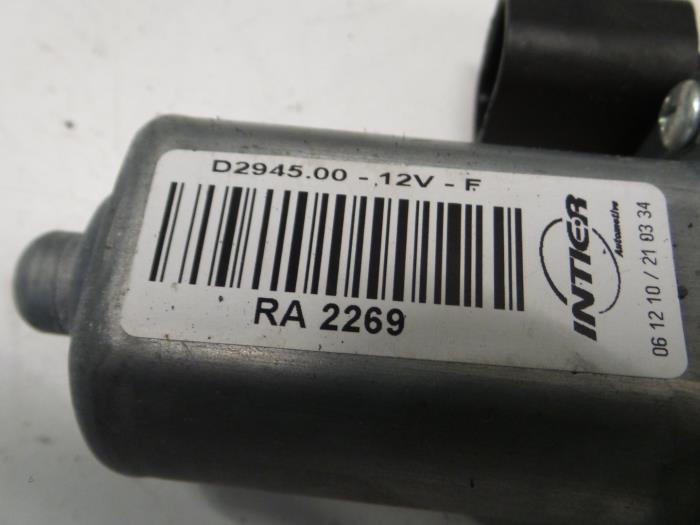 D2945.00 - 12V - F
RA 2269
INTIER
Automotive
06 12 10 / 21 03 34